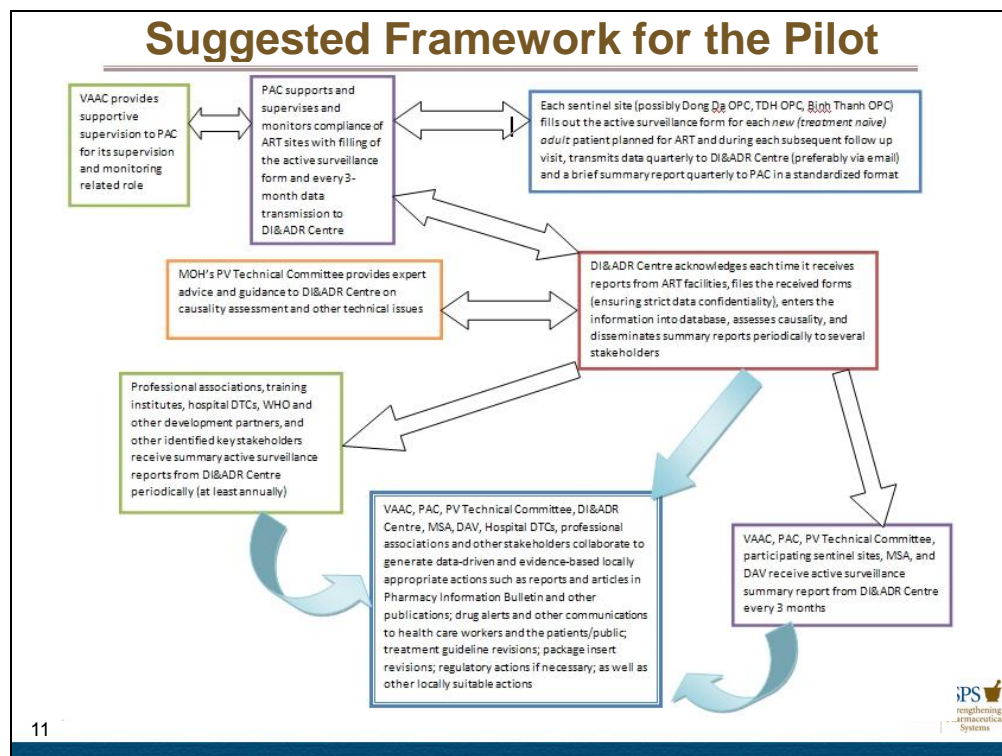 Suggested Framework for the Pilot
VAAC provides
supportive
supervision to PAC
for its supervision
and monitoring
related role
PAC supports and
supervises and
monitors compliance of
ART sites with filling of
the active surveillance
form and every 3-
month data
transmission to
DI&ADR Centre
Each sentinel site (possibly Dong Da OPC, TDH OPC, Binh Thanh OPC)
fills out the active surveillance form for each new (treatment naïve)
adult patient planned for ART and during each subsequent follow up
visit, transmits data quarterly to DI&ADR Centre (preferably via email)
and a brief summary report quarterly to PAC in a standardized format
MOH's PV Technical Committee provides expert
advice and guidance to DI&ADR Centre on
causality assessment and other technical issues
DI&ADR Centre acknowledges each time it receives
reports from ART facilities, files the received forms
(ensuring strict data confidentiality), enters the
information into database, assesses causality, and
disseminates summary reports periodically to several
stakeholders
Professional associations, training
institutes, hospital DTCs, WHO and
other development partners, and
other identified key stakeholders
receive summary active surveillance
reports from DI&ADR Centre
periodically (at least annually)
VAAC, PAC, PV Technical Committee, DI&ADR
Centre, MSA, DAV, Hospital DTCs, professional
associations and other stakeholders collaborate to
generate data-driven and evidence-based locally
appropriate actions such as reports and articles in
Pharmacy Information Bulletin and other
publications; drug alerts and other communications
to health care workers and the patients/public;
treatment guideline revisions; package insert
revisions; regulatory actions if necessary; as well as
other locally suitable actions
VAAC, PAC, PV Technical Committee,
participating sentinel sites, MSA, and
DAV receive active surveillance
summary report from DI&ADR Centre
every 3 months
11
SPS
rengthening
armaceutical
Systems